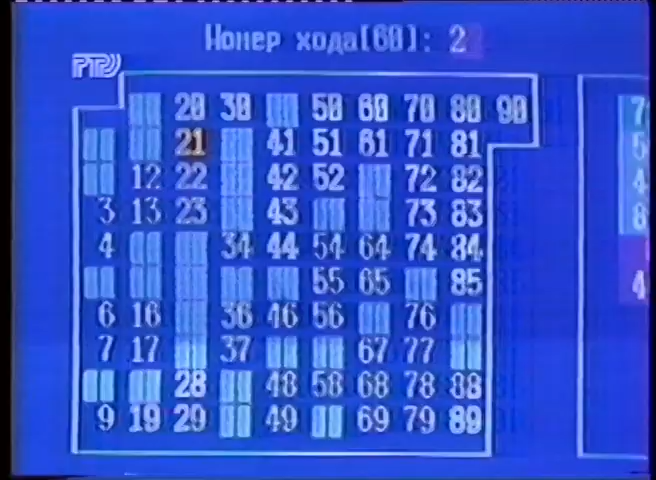 Номер хода[60]: 2
РТР
20 30 50 60 70 80 90
21 41 51 61 71 81
12 22 42 52 72 82
3 13 23 43 73 83
4 34 44 54 64 74 84
55 65 85
6 16 36 46 56 76
7 17 37 67 77
28 48 58 68 78 88
9 19 29 49 69 79 89